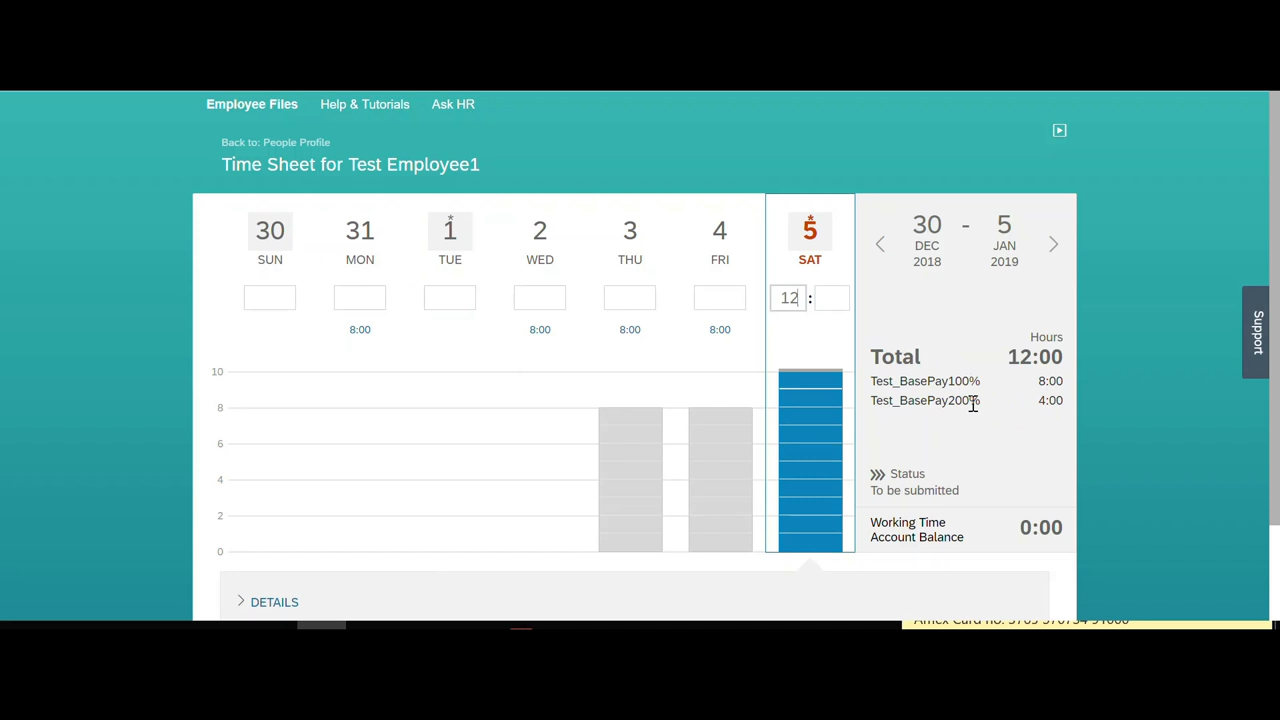 Employee Files Help & Tutorials Ask HR
Back to: People Profile
Time Sheet for Test Employee1
30 31 1* 2 3 4 5*
SUN MON TUE WED THU FRI SAT
30 - 5
DEC JAN
2018 2019
12 :
8:00 8:00 8:00 8:00
Hours
Total 12:00
Test_BasePay100% 8:00
Test_BasePay200% 4:00
10
8
6
4
2
0
Status
To be submitted
Working Time
Account Balance 0:00
DETAILS
Support
Amex Card no.